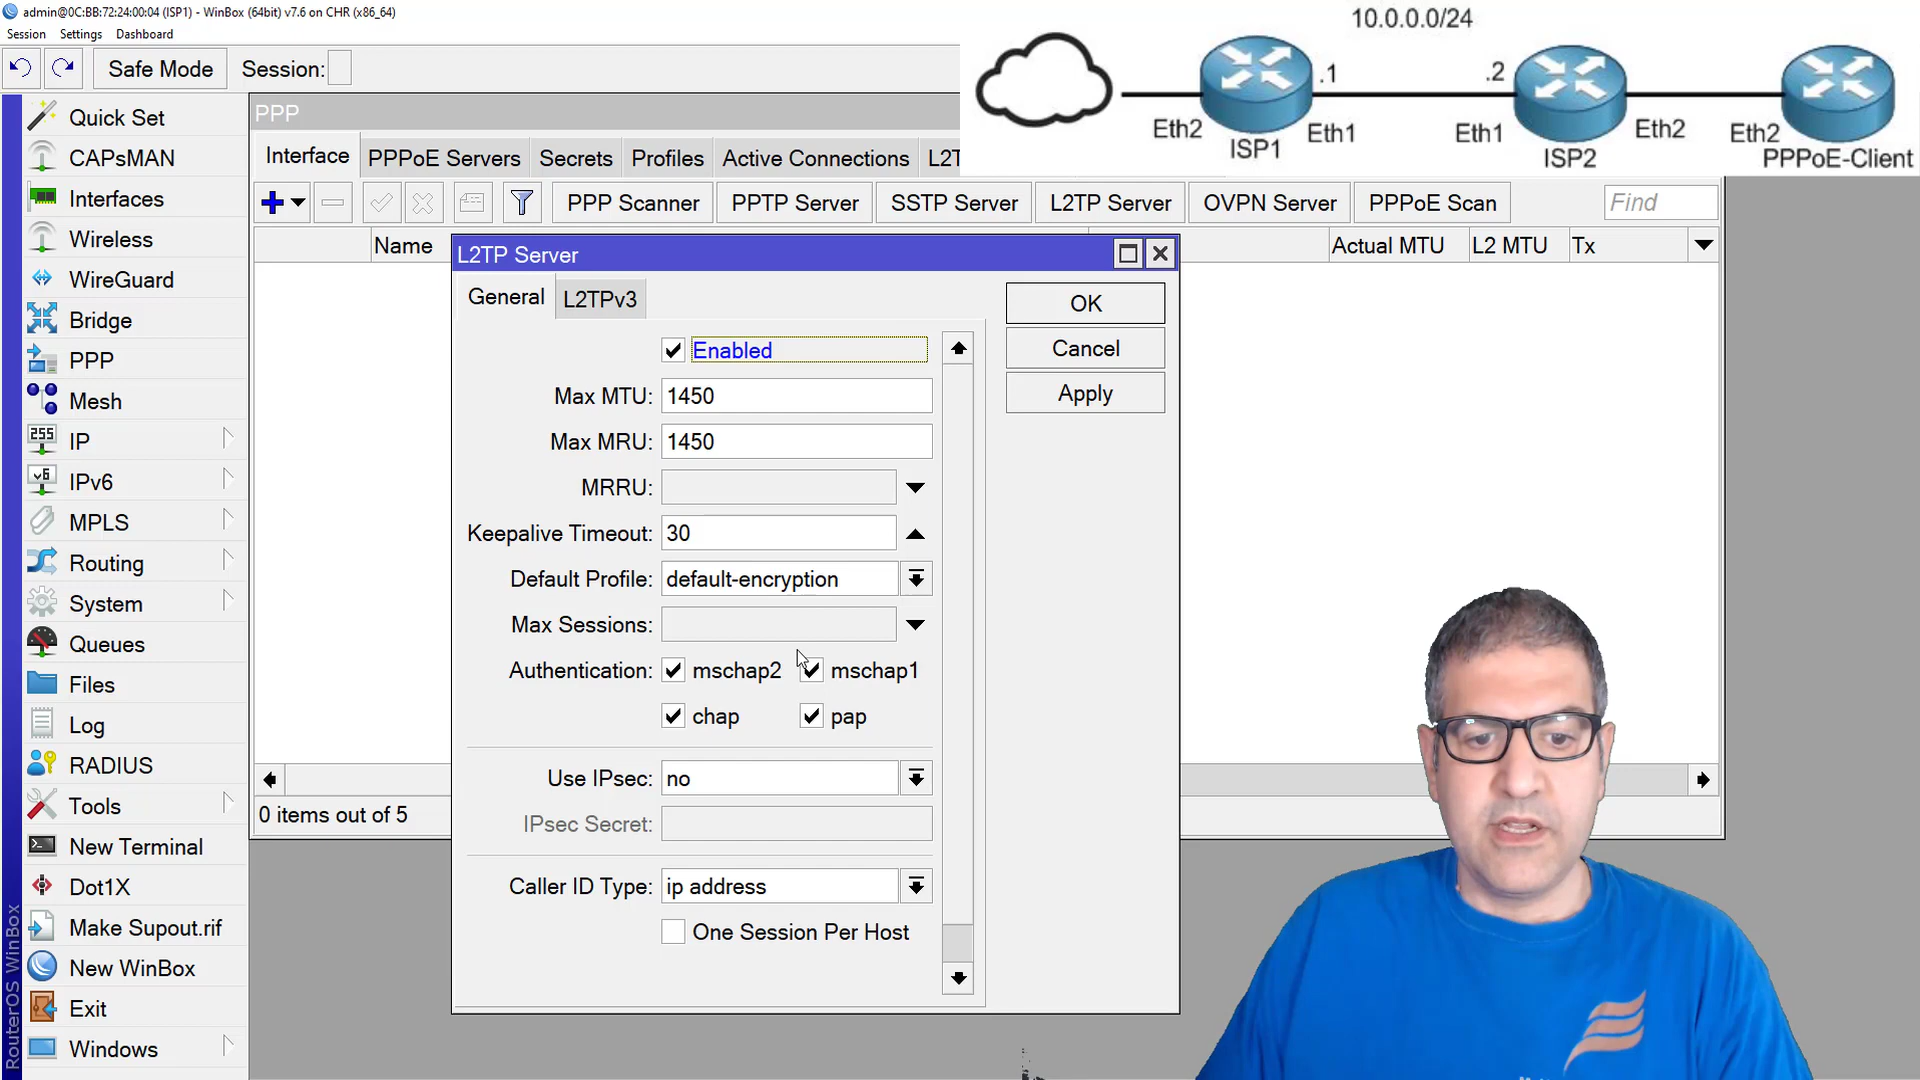 admin@0C:BB:72:24:00:04 (ISP1) - WinBox (64bit) v7.6 on CHR (x86_64)
Session Settings Dashboard
Safe Mode Session:
10.0.0.0/24
.1 .2
Eth2 ISP1 Eth1 Eth1 ISP2 Eth2 Eth2 PPPoE-Client
RouterOS WinBox
Quick Set
CAPsMAN
Interfaces
Wireless
WireGuard
Bridge
PPP
Mesh
255 IP
v6 IPv6
MPLS
Routing
System
Queues
Files
Log
RADIUS
Tools
New Terminal
Dot1X
Make Supout.rif
New WinBox
Exit
Windows
PPP
Interface PPPoE Servers Secrets Profiles Active Connections L2T
PPP Scanner PPTP Server SSTP Server L2TP Server OVPN Server PPPoE Scan Find
Name Actual MTU L2 MTU Tx
0 items out of 5
L2TP Server
General L2TPv3
Enabled
Max MTU: 1450
Max MRU: 1450
MRRU:
Keepalive Timeout: 30
Default Profile: default-encryption
Max Sessions:
Authentication: mschap2 mschap1
chap pap
Use IPsec: no
IPsec Secret:
Caller ID Type: ip address
One Session Per Host
OK
Cancel
Apply